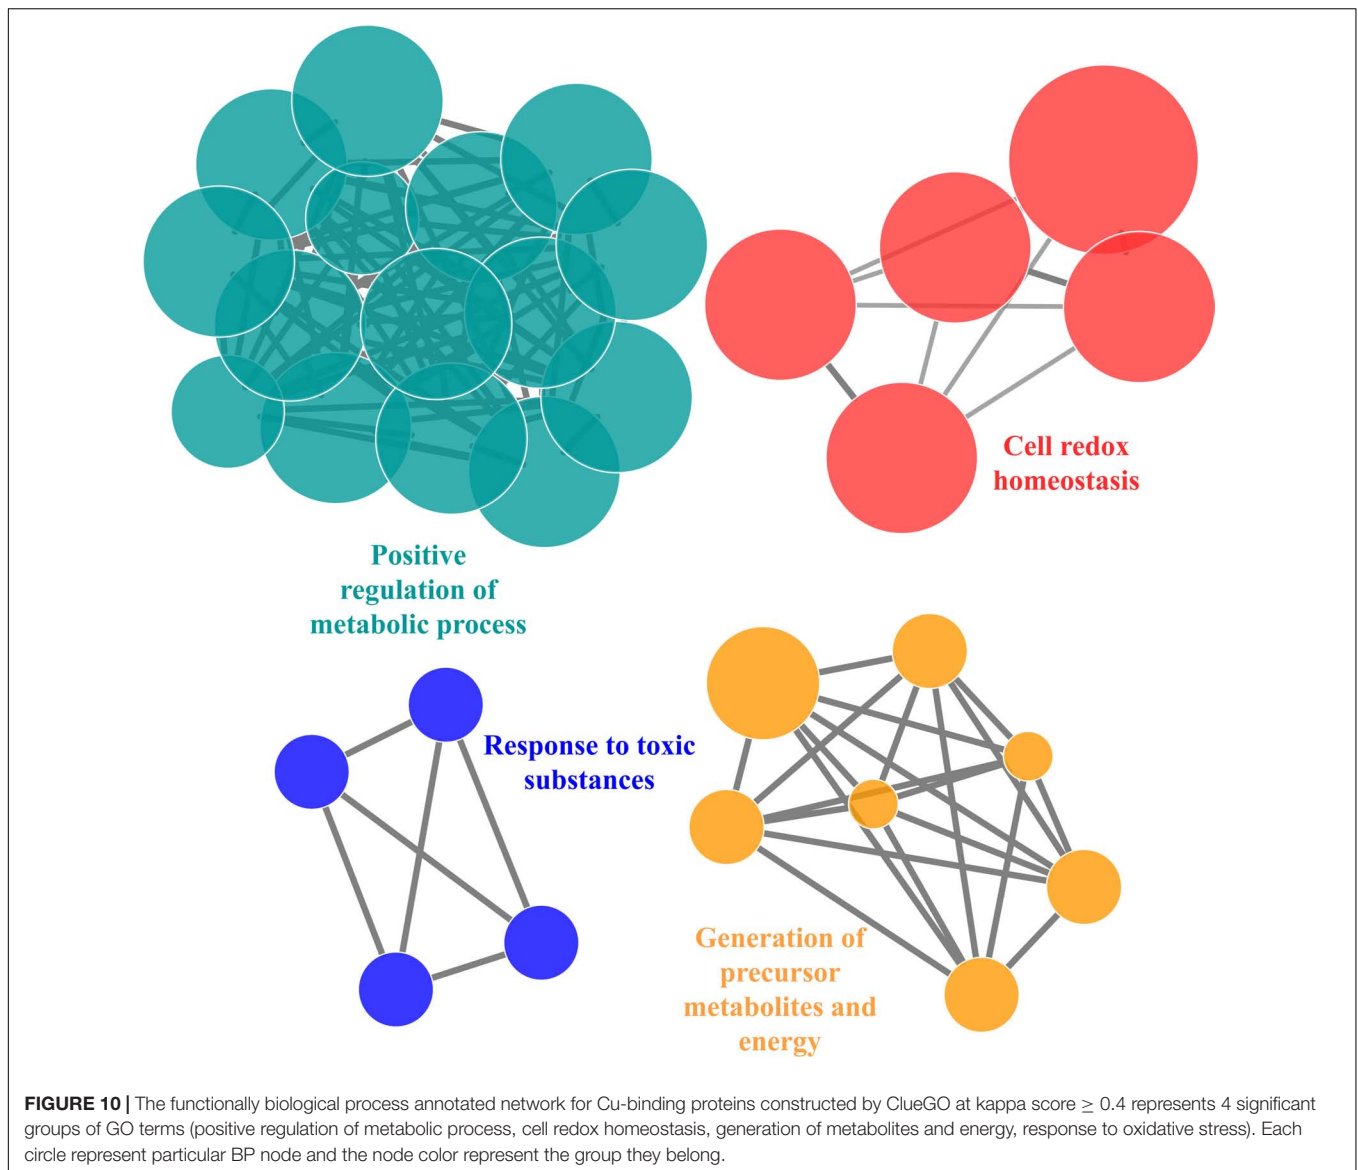 Cell redox
homeostasis
Positive
regulation of
metabolic process
Response to toxic
substances
Generation of
precursor
metabolites and
energy
FIGURE 10 | The functionally biological process annotated network for Cu-binding proteins constructed by ClueGO at kappa score ≥ 0.4 represents 4 significant
groups of GO terms (positive regulation of metabolic process, cell redox homeostasis, generation of metabolites and energy, response to oxidative stress). Each
circle represent particular BP node and the node color represent the group they belong.